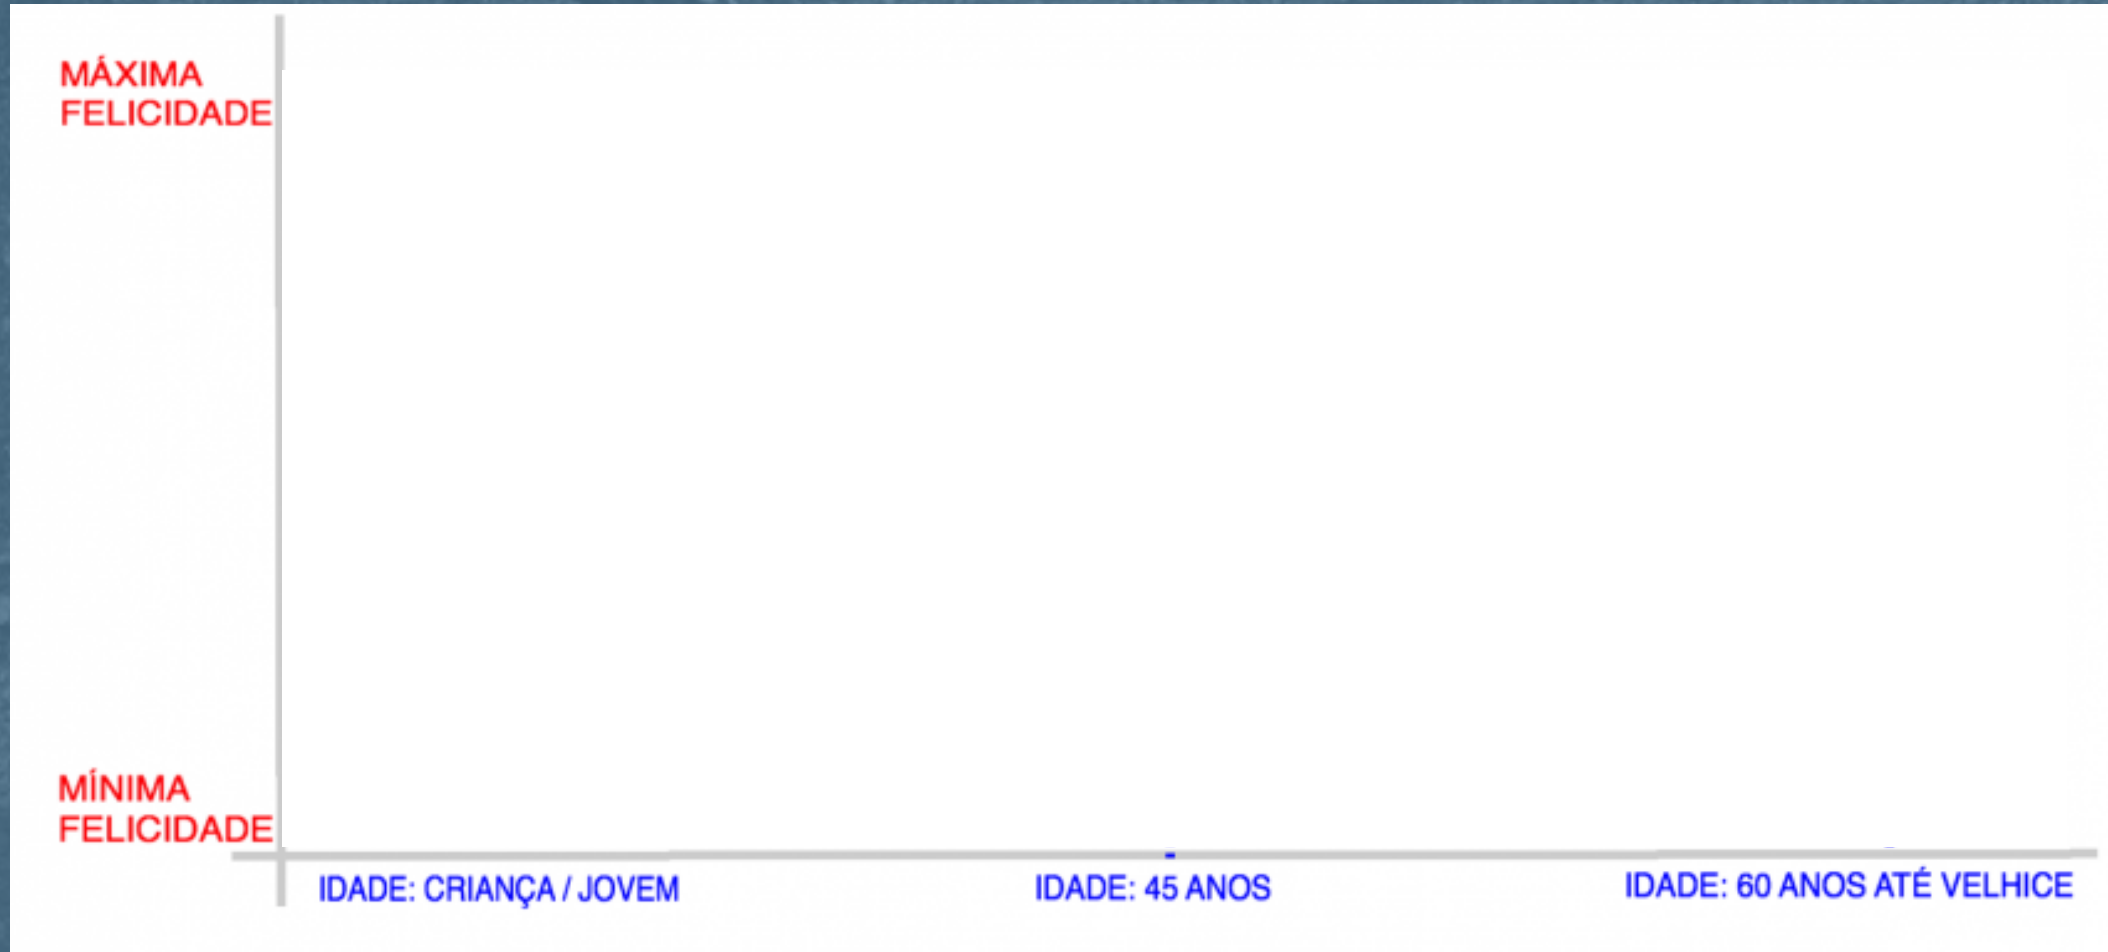 MÁXIMA
FELICIDADE
MÍNIMA
FELICIDADE
IDADE: CRIANÇA / JOVEM
IDADE: 45 ANOS
IDADE: 60 ANOS ATÉ VELHICE